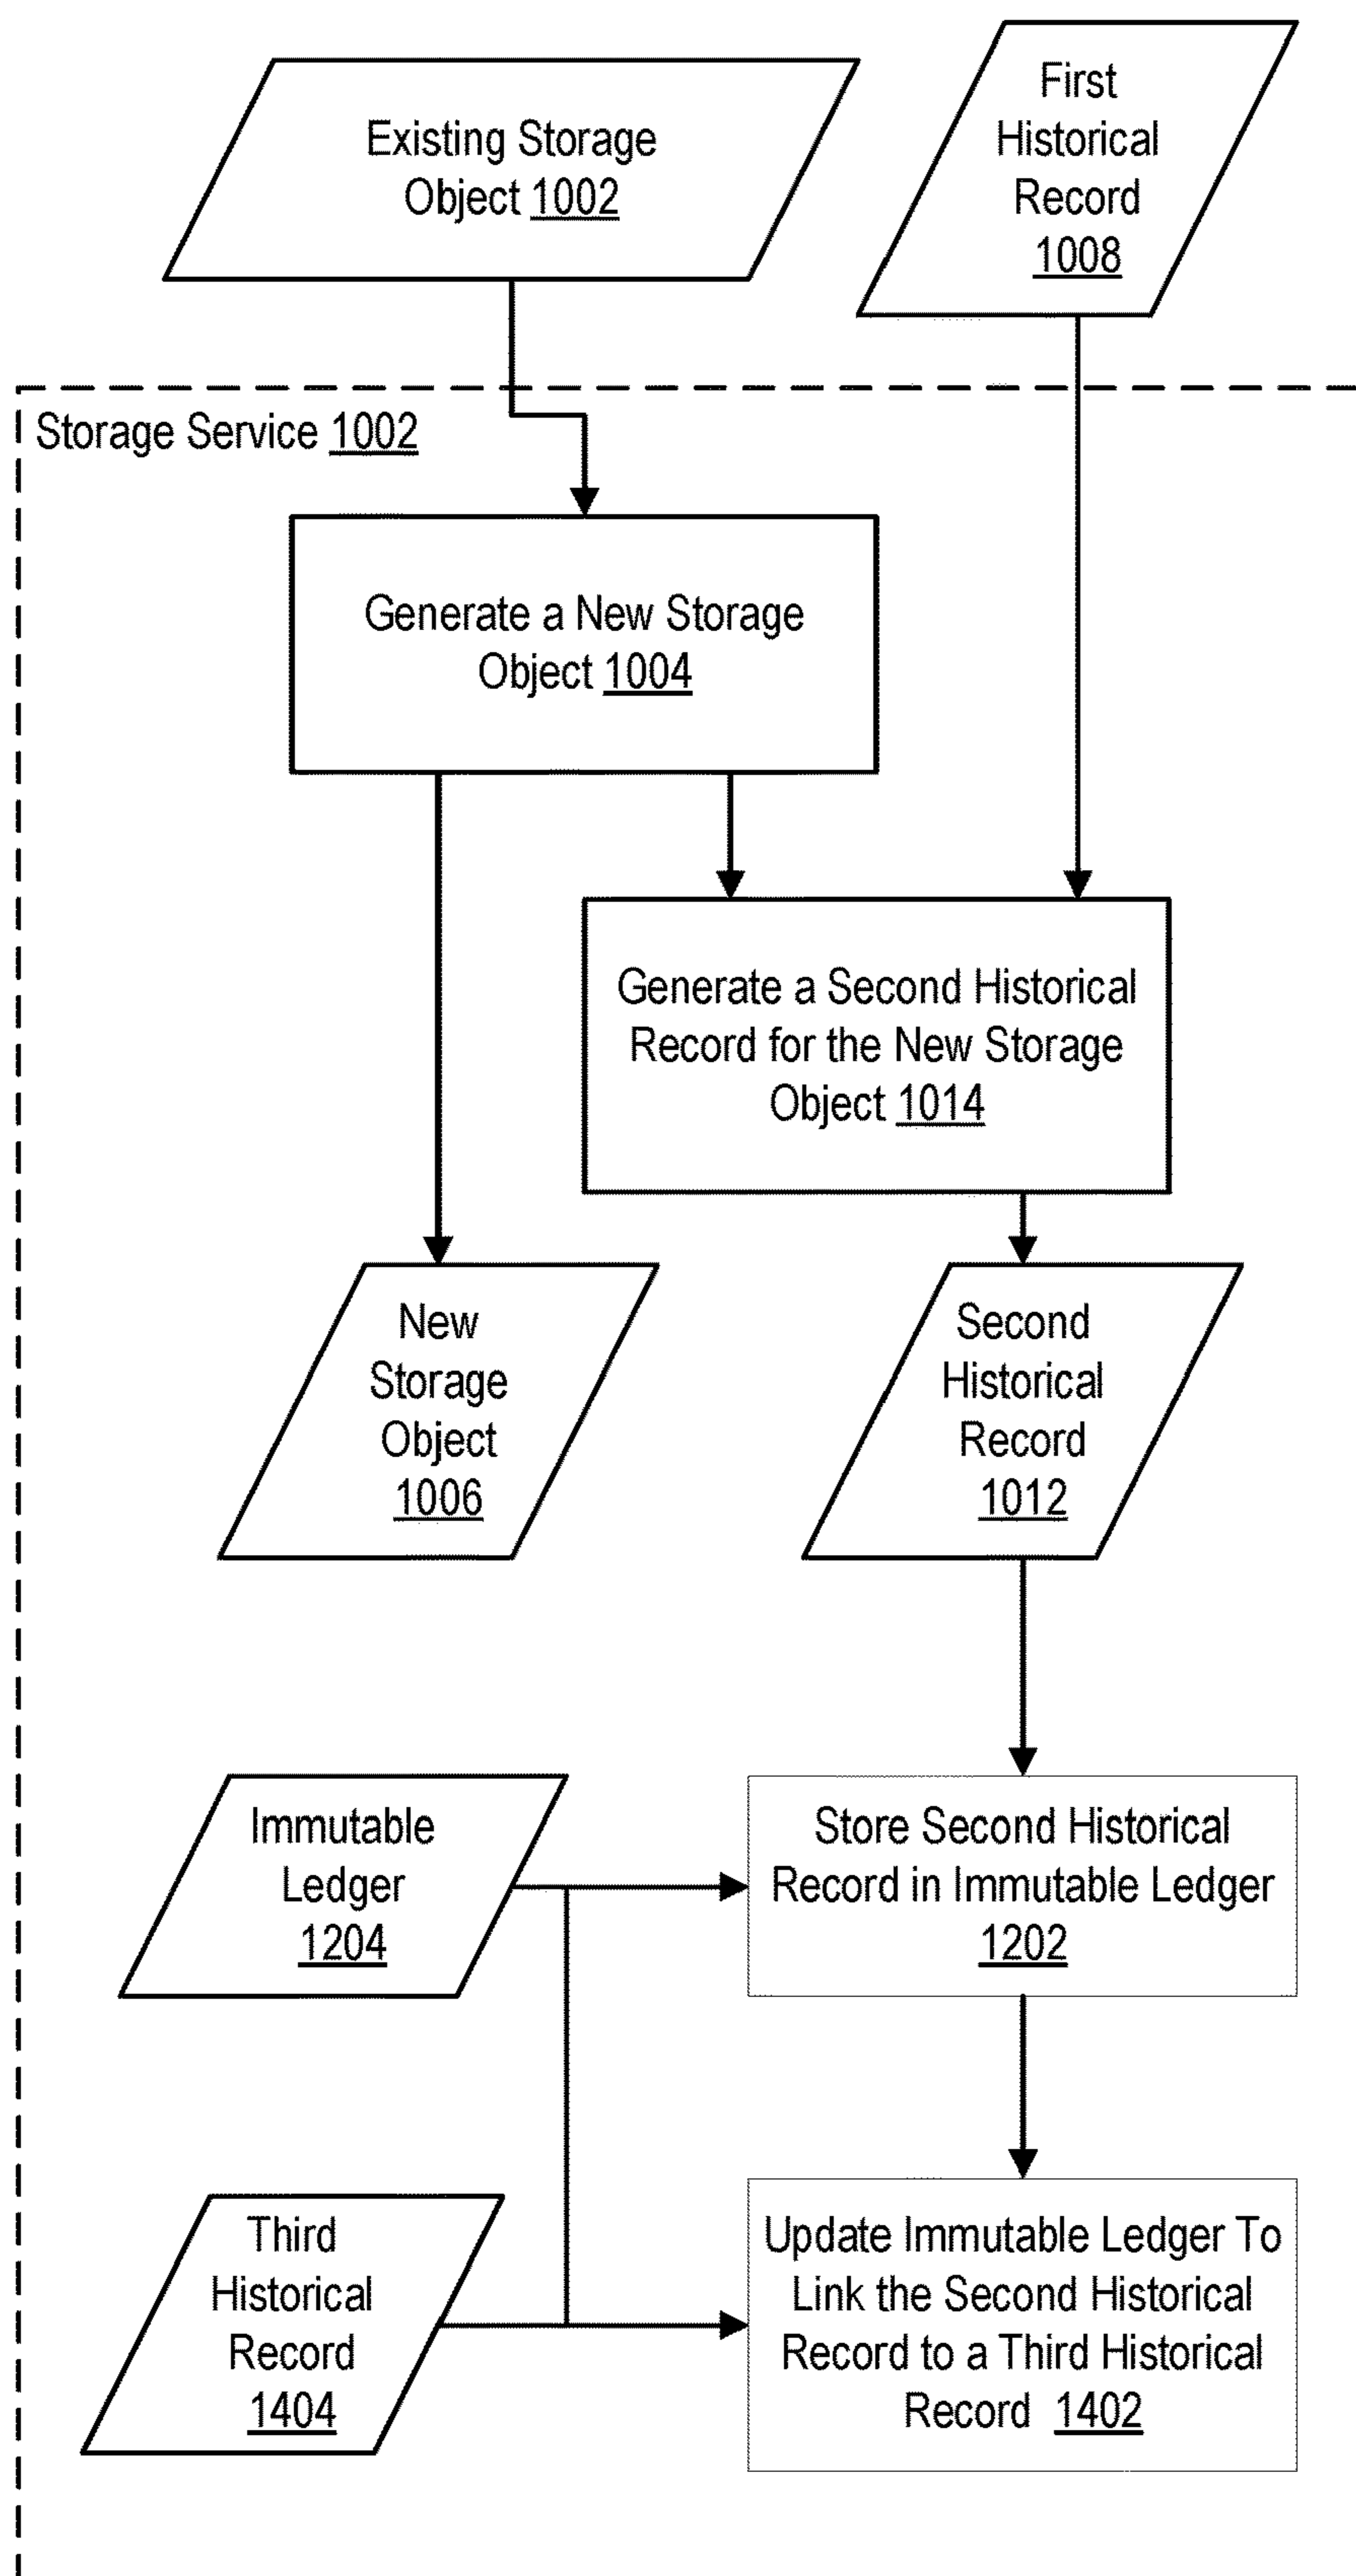 Existing Storage
Object 1002
First
Historical
Record
1008
Storage Service 1002
Generate a New Storage
Object 1004
Generate a Second Historical
Record for the New Storage
Object 1014
New
Storage
Object
1006
Second
Historical
Record
1012
Immutable
Ledger
1204
Store Second Historical
Record in Immutable Ledger
1202
Third
Historical
Record
1404
Update Immutable Ledger To
Link the Second Historical
Record to a Third Historical
Record 1402